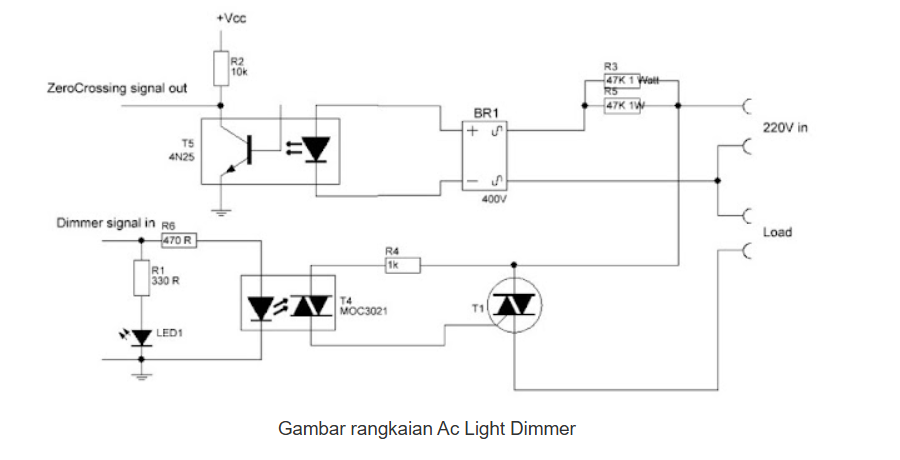 +Vcc
R2
10k
ZeroCrossing signal out
T5
4N25
BR1
400V
R3
47K 1 Watt
R5
47K 1W
220V in
Dimmer signal in
R6
470 R
R1
330 R
LED1
T4
MOC3021
R4
1k
T1
Load
Gambar rangkaian Ac Light Dimmer